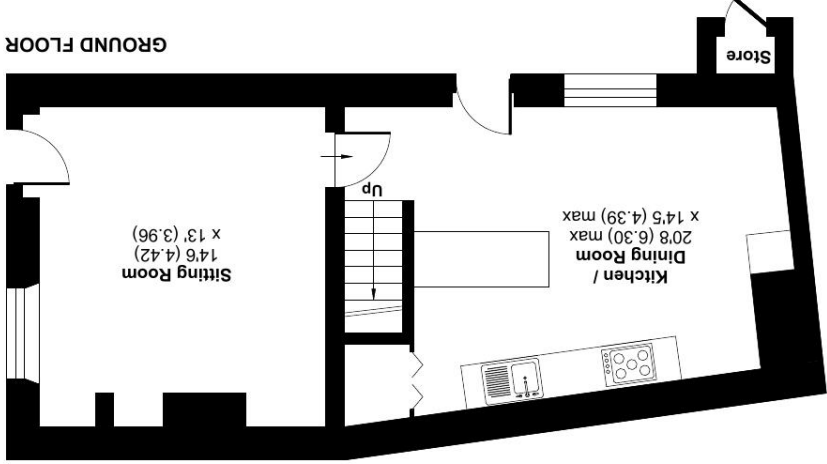 Kitchen /
Dining Room
20'8 (6.30) max
x 14'5 (4.39) max
Sitting Room
14'6 (4.42)
x 13' (3.96)
Up
Store
GROUND FLOOR